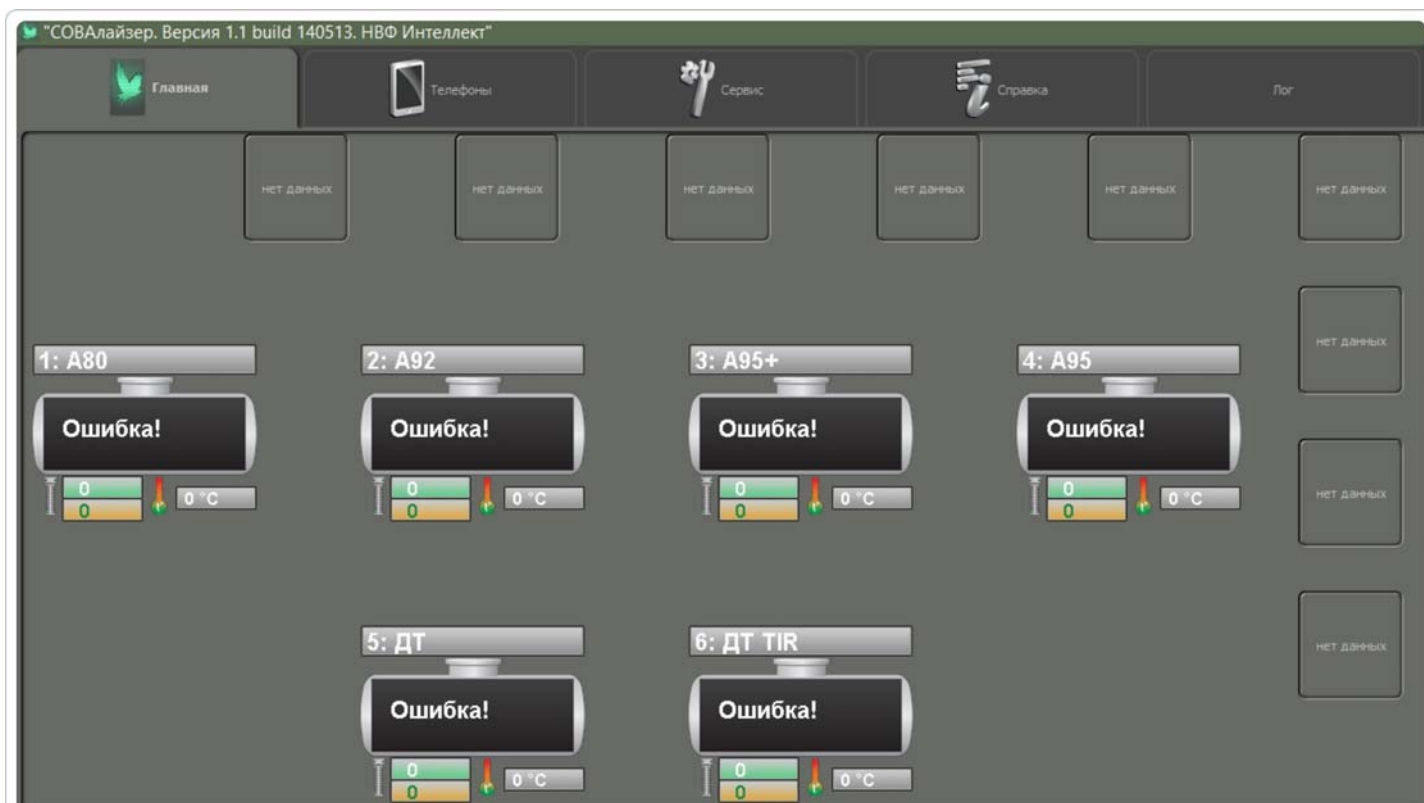 "СОВАлайзер. Версия 1.1 build 140513. НВФ Интеллект"
Главная
Телефоны
Сервис
Справка
Лог
нет данных
нет данных
нет данных
нет данных
нет данных
нет данных
нет данных
1: А80
2: А92
3: А95+
4: А95
Ошибка!
Ошибка!
Ошибка!
Ошибка!
0
0
0 °C
0
0
0 °C
0
0
0 °C
0
0
0 °C
нет данных
5: ДТ
6: ДТ TIR
нет данных
Ошибка!
Ошибка!
0
0
0 °C
0
0
0 °C